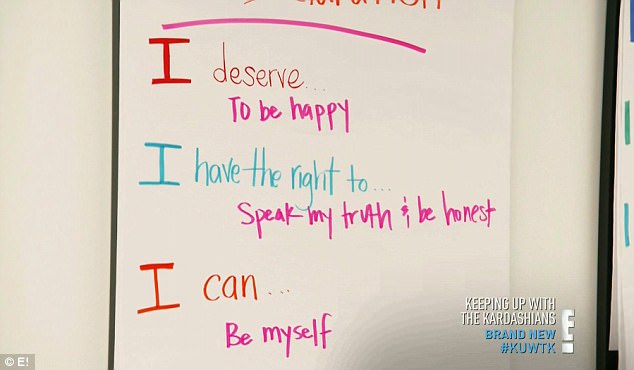 I deserve...
To be happy
I have the right to...
Speak my truth & be honest
I can...
Be myself
KEEPING UP WITH
THE KARDASHIANS
BRAND NEW
#KUWTK
E!
© E!